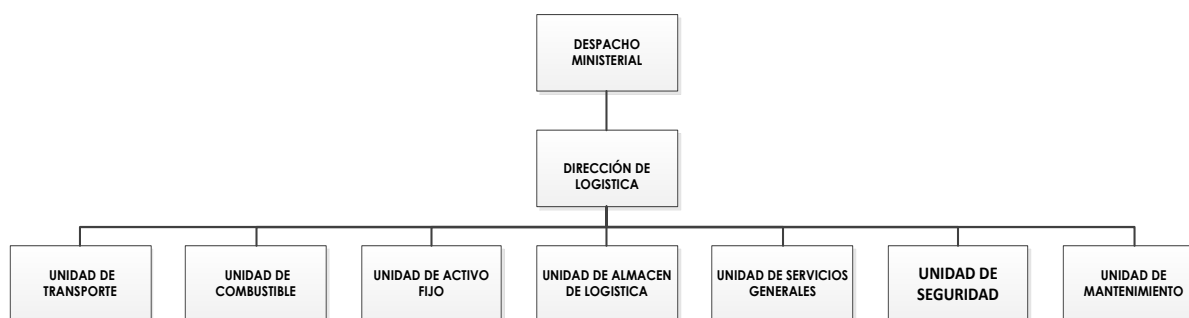 DESPACHO
MINISTERIAL
DIRECCIÓN DE
LOGISTICA
UNIDAD DE
TRANSPORTE
UNIDAD DE
COMBUSTIBLE
UNIDAD DE ACTIVO
FIJO
UNIDAD DE ALMACEN
DE LOGISTICA
UNIDAD DE SERVICIOS
GENERALES
UNIDAD DE
SEGURIDAD
UNIDAD DE
MANTENIMIENTO